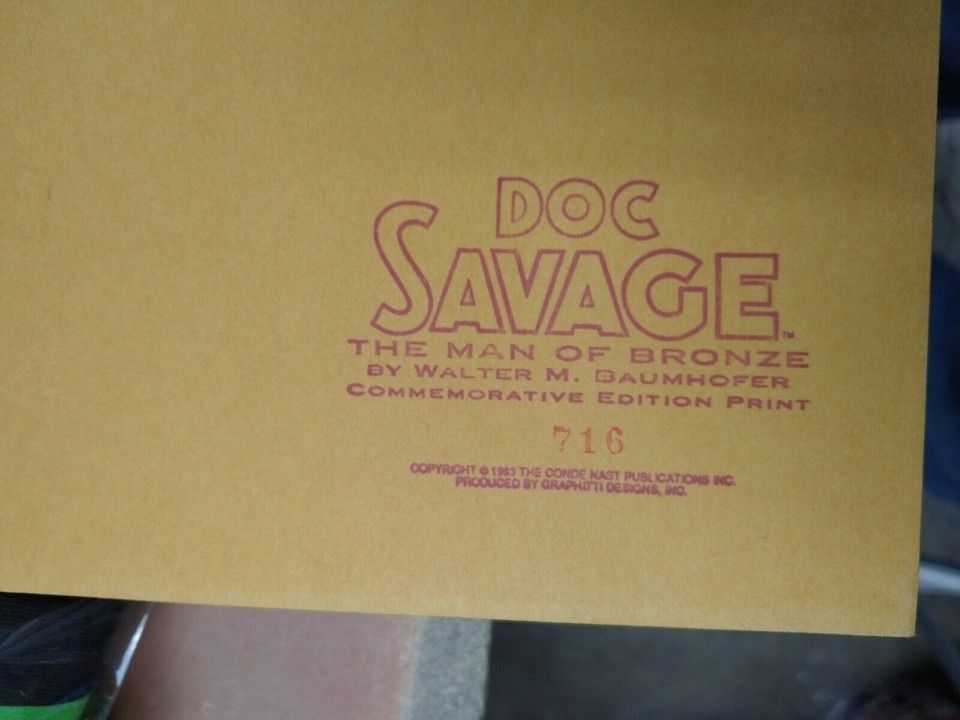 DOC
SAVAGE™
THE MAN OF BRONZE
BY WALTER M. BAUMHOFER
COMMEMORATIVE EDITION PRINT
716
COPYRIGHT © 1993 THE CONDE NAST PUBLICATIONS INC.
PRODUCED BY GRAPHITTI DESIGNS, INC.